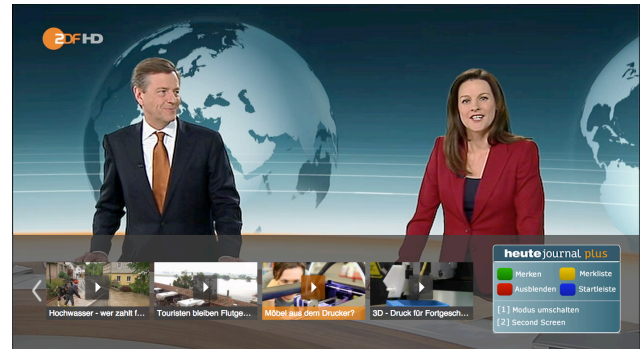 ZDF HD
heute journal plus
Merken
Merkliste
Ausblenden
Startleiste
[1] Modus umschalten
[2] Second Screen
Hochwasser - wer zahlt f...
Touristen bleiben Flutge...
Möbel aus dem Drucker?
3D - Druck für Fortgesch...